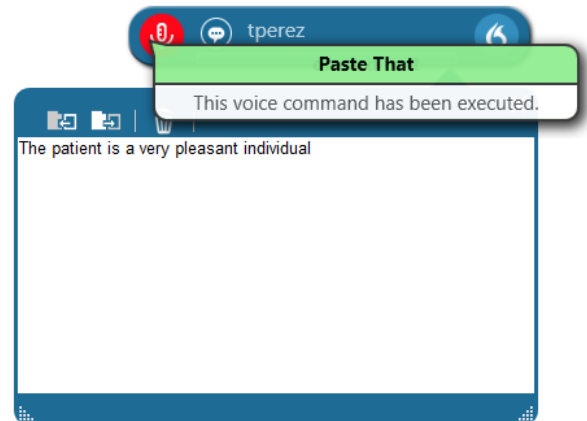 tperez
Paste That
This voice command has been executed.
The patient is a very pleasant individual